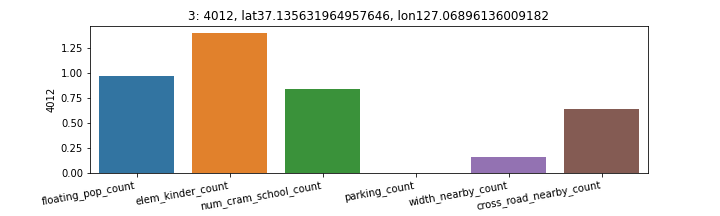 3: 4012, lat37.135631964957646, lon127.06896136009182
4012
1.25
1.00
0.75
0.50
0.25
0.00
floating_pop_count
elem_kinder_count
num_cram_school_count
parking_count
width_nearby_count
cross_road_nearby_count